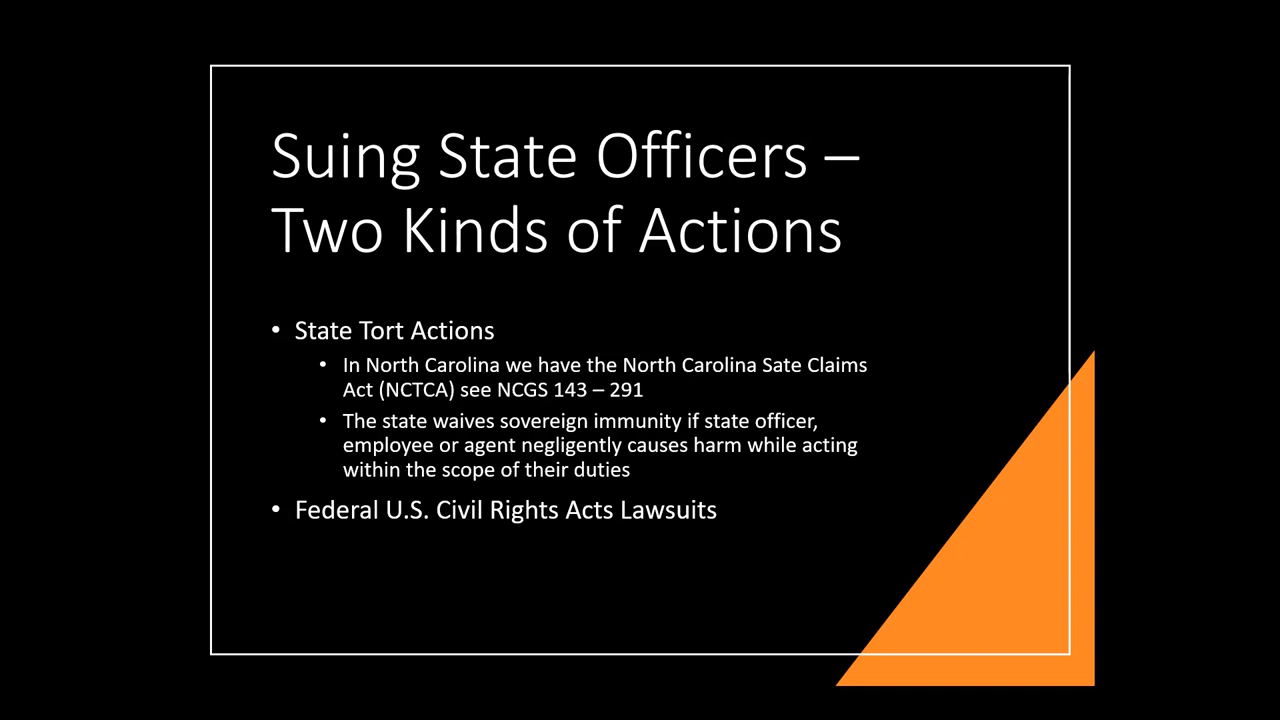 Suing State Officers –
Two Kinds of Actions
• State Tort Actions
• In North Carolina we have the North Carolina Sate Claims
Act (NCTCA) see NCGS 143 – 291
• The state waives sovereign immunity if state officer,
employee or agent negligently causes harm while acting
within the scope of their duties
• Federal U.S. Civil Rights Acts Lawsuits